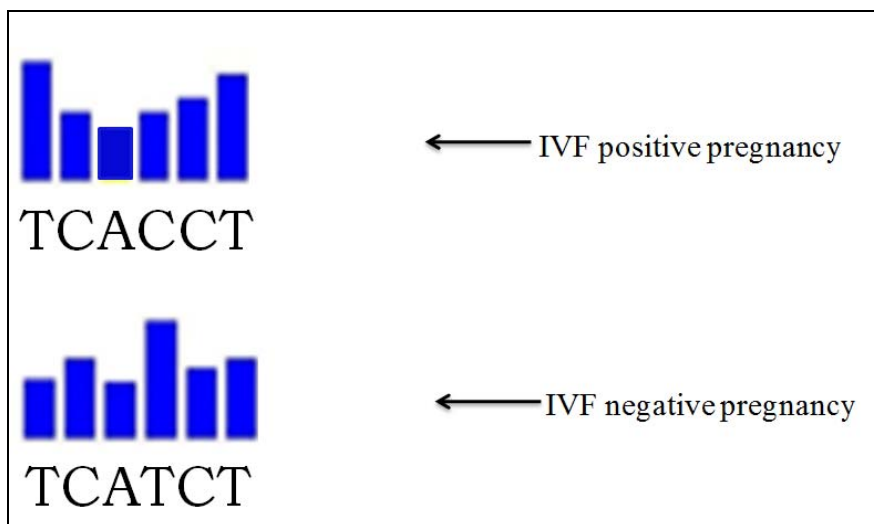 IVF positive pregnancy
TCACCT
IVF negative pregnancy
TCATCT